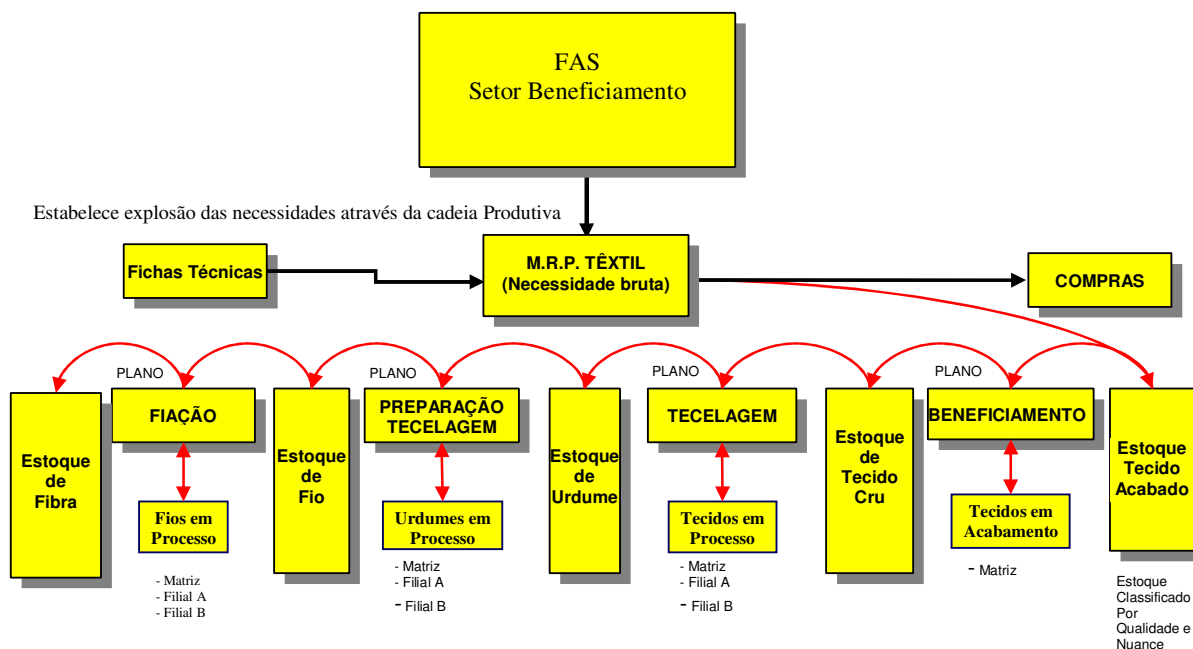 FAS
Setor Beneficiamento
Estabelece explosão das necessidades através da cadeia Produtiva
Fichas Técnicas
M.R.P. TÊXTIL
(Necessidade bruta)
COMPRAS
PLANO
PLANO
PLANO
PLANO
Estoque
de
Fibra
FIAÇÃO
Fios em
Processo
- Matriz
- Filial A
- Filial B
Estoque
de
Fio
PREPARAÇÃO
TECELAGEM
Urdumes em
Processo
- Matriz
- Filial A
- Filial B
Estoque
de
Urdume
TECELAGEM
Tecidos em
Processo
- Matriz
- Filial A
- Filial B
Estoque
de
Tecido
Cru
BENEFICIAMENTO
Tecidos em
Acabamento
- Matriz
Estoque
Tecido
Acabado
Estoque
Classificado
Por
Qualidade e
Nuance